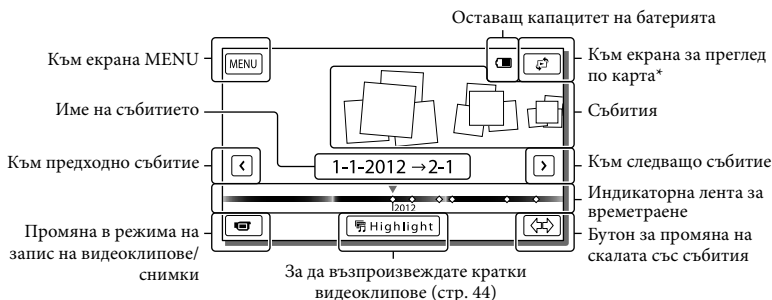 Оставащ капацитет на батерията
Към екрана MENU
MENU
Към екрана за преглед
по карта*
Име на събитието
Събития
Към предходно събитие
1-1-2012 →2-1
Към следващо събитие
Индикаторна лента за
времетраене
2012
Промяна в режима на
запис на видеоклипове/
снимки
Highlight
Бутон за промяна на
скалата със събития
За да възпроизвеждате кратки
видеоклипове (стр. 44)